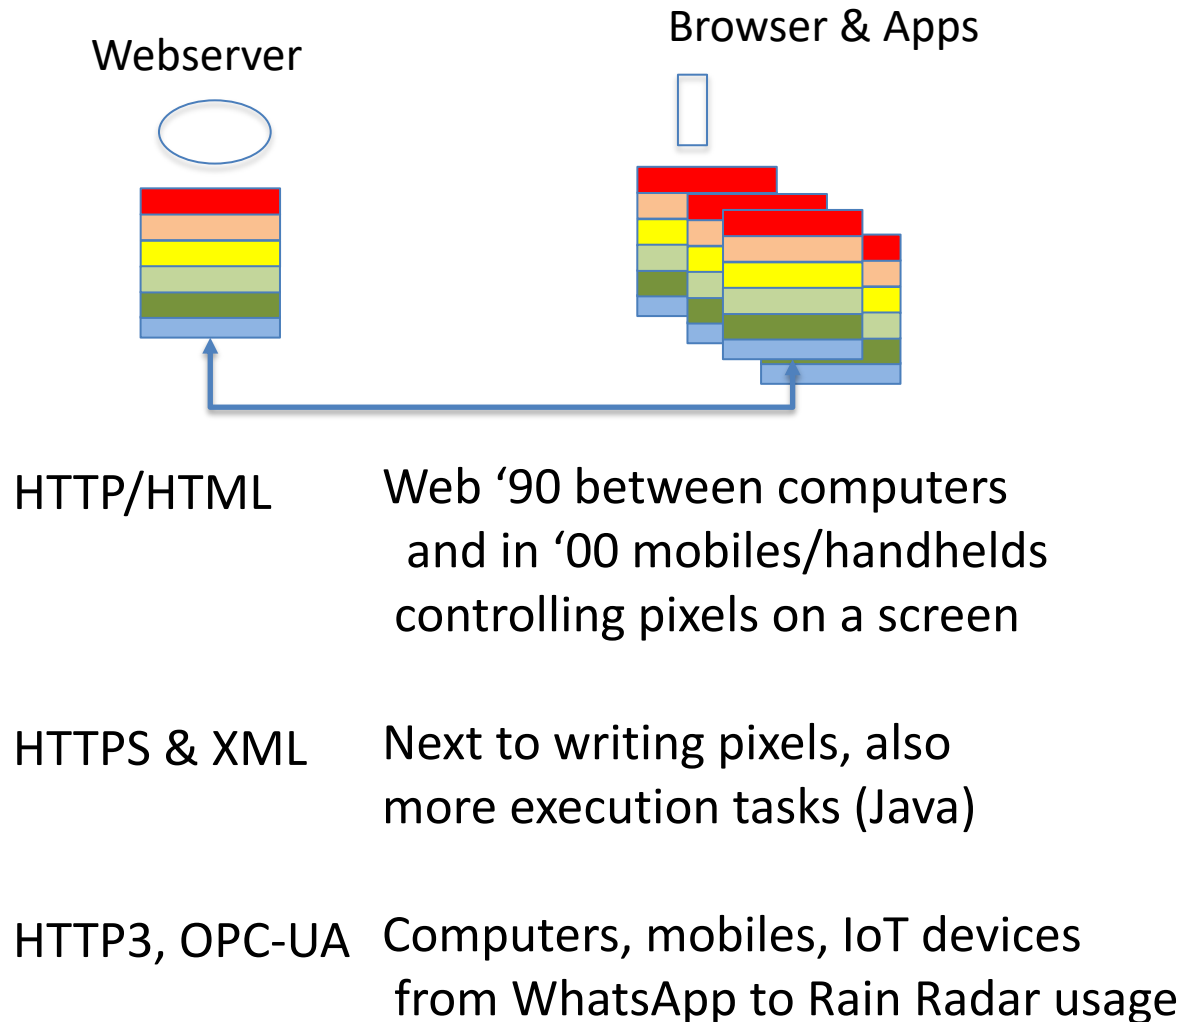 Webserver
Browser & Apps
HTTP/HTML
Web ‘90 between computers
and in ‘00 mobiles/handhelds
controlling pixels on a screen
HTTPS & XML
Next to writing pixels, also
more execution tasks (Java)
HTTP3, OPC-UA
Computers, mobiles, IoT devices
from WhatsApp to Rain Radar usage